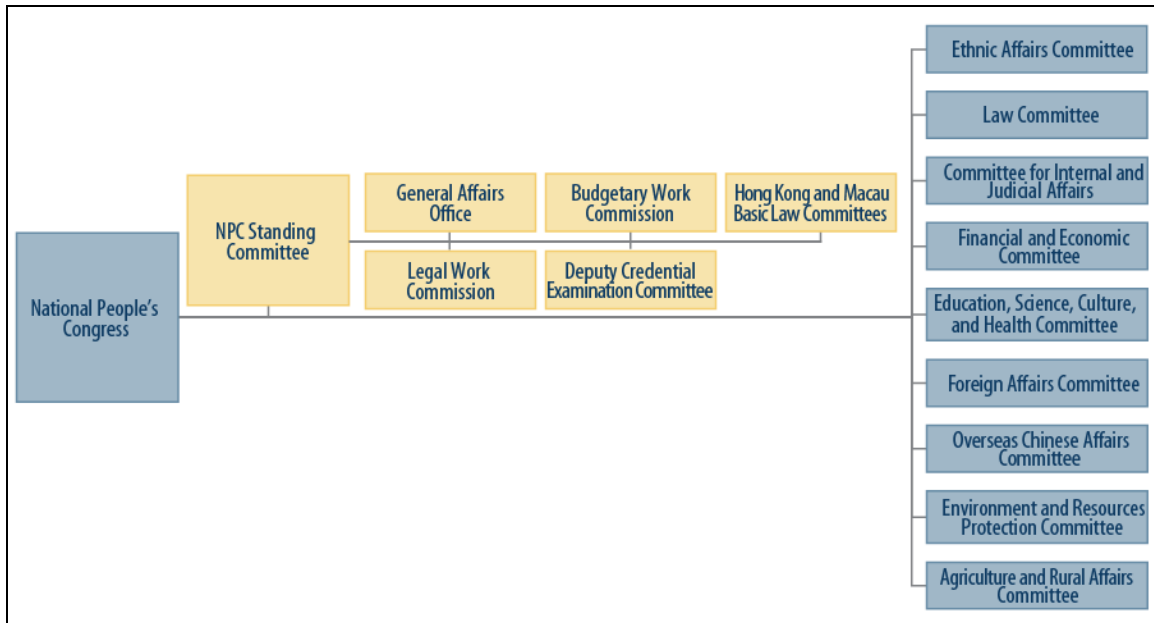 National People's
Congress
NPC Standing
Committee
General Affairs
Office
Budgetary Work
Commission
Hong Kong and Macau
Basic Law Committees
Legal Work
Commission
Deputy Credential
Examination Committee
Ethnic Affairs Committee
Law Committee
Committee for Internal and
Judicial Affairs
Financial and Economic
Committee
Education, Science, Culture,
and Health Committee
Foreign Affairs Committee
Overseas Chinese Affairs
Committee
Environment and Resources
Protection Committee
Agriculture and Rural Affairs
Committee